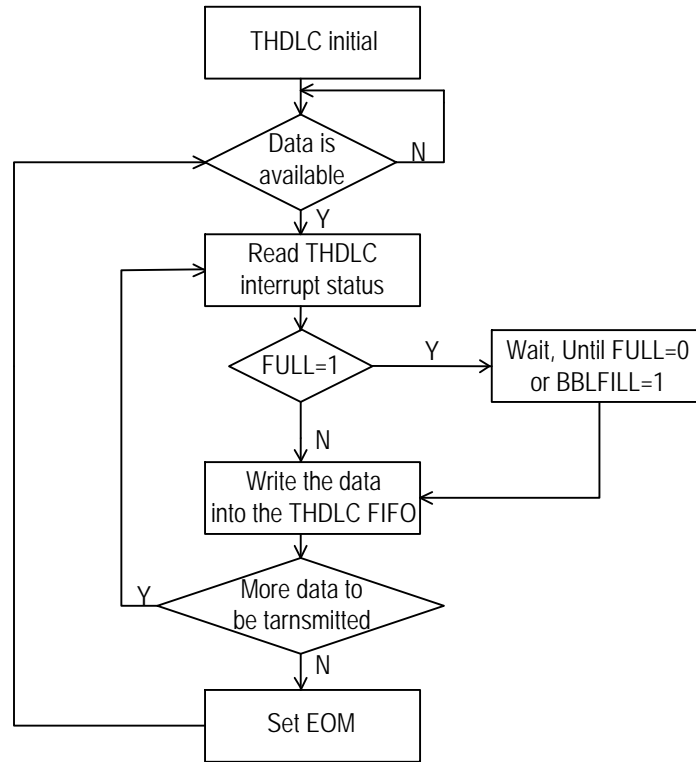 THDLC initial
Data is
available
N
Y
Read THDLC
interrupt status
FULL=1
Y
Wait, Until FULL=0
or BBLFILL=1
N
Write the data
into the THDLC FIFO
More data to
be tarnsmitted
Y
N
Set EOM